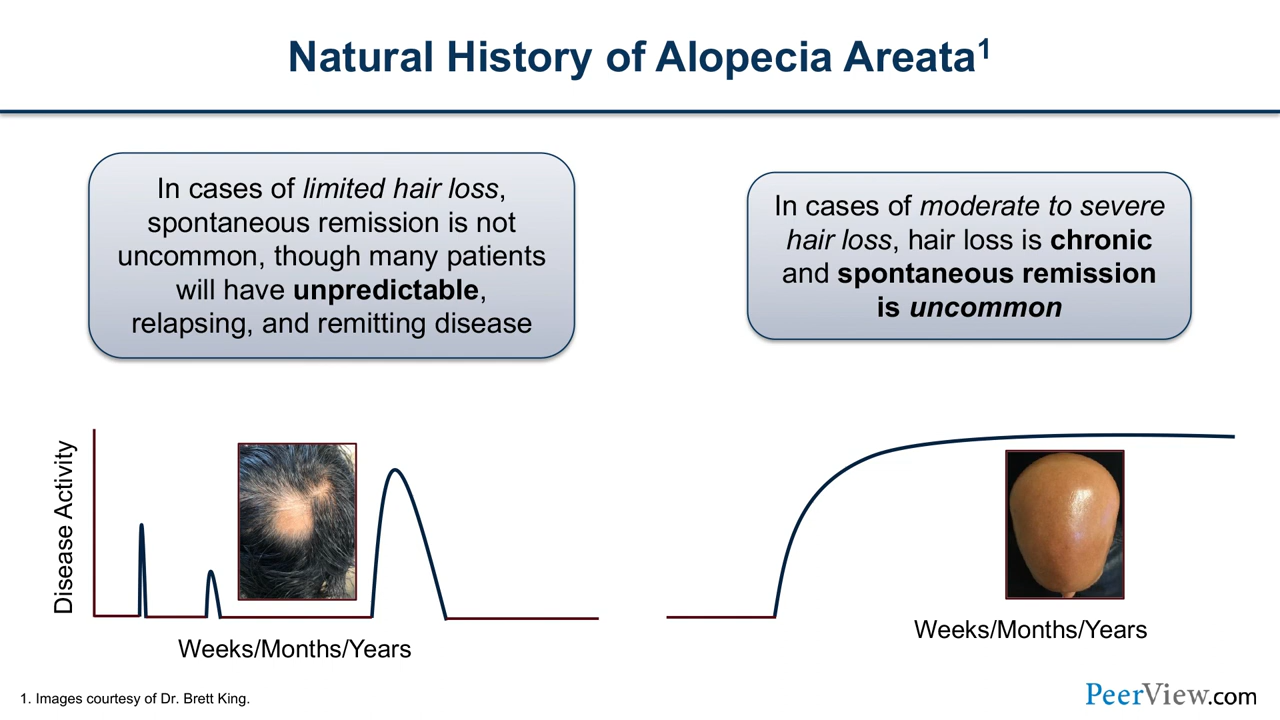 Natural History of Alopecia Areata¹
In cases of limited hair loss,
spontaneous remission is not
uncommon, though many patients
will have unpredictable,
relapsing, and remitting disease
In cases of moderate to severe
hair loss, hair loss is chronic
and spontaneous remission
is uncommon
Disease Activity
Weeks/Months/Years
Weeks/Months/Years
1. Images courtesy of Dr. Brett King.
PeerView.com